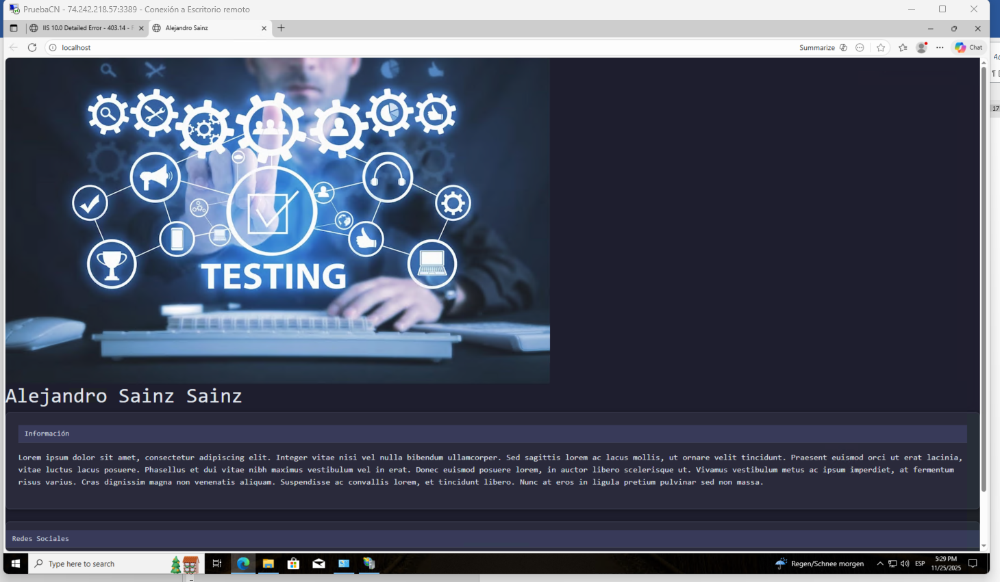 PruebaCN - 74.242.218.57:3389 - Conexión a Escritorio remoto
IIS 10.0 Detailed Error - 403.14 - F
Alejandro Sainz
localhost
Summarize
Chat
TESTING
Alejandro Sainz Sainz
Información
Lorem ipsum dolor sit amet, consectetur adipiscing elit. Integer vitae nisi vel nulla bibendum ullamcorper. Sed sagittis lorem ac lacus mollis, ut ornare velit tincidunt. Praesent euismod orci ut erat lacinia,
vitae luctus lacus posuere. Phasellus et dui vitae nibh maximus vestibulum vel in erat. Donec euismod posuere lorem, in auctor libero scelerisque ut. Vivamus vestibulum metus ac ipsum imperdiet, at fermentum
risus varius. Cras dignissim magna non venenatis aliquam. Suspendisse ac convallis lorem, et tincidunt libero. Nunc at eros in ligula pretium pulvinar sed non massa.
Redes Sociales
Type here to search
Regen/Schnee morgen
ESP
5:29 PM
11/25/2025
17